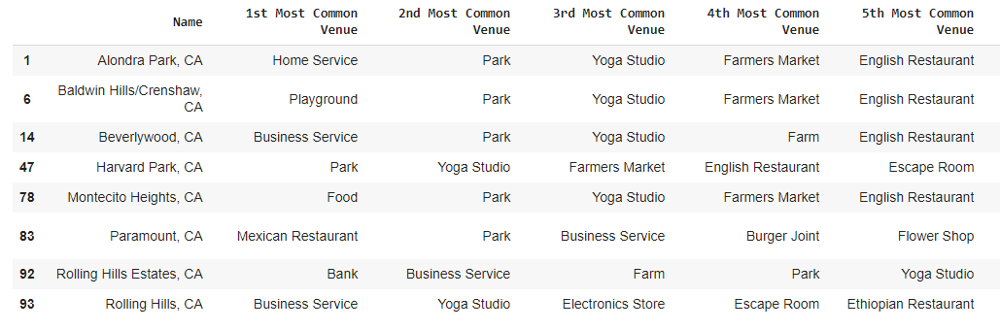 Name 1st Most Common Venue 2nd Most Common Venue 3rd Most Common Venue 4th Most Common Venue 5th Most Common Venue
1 Alondra Park, CA Home Service Park Yoga Studio Farmers Market English Restaurant
6 Baldwin Hills/Crenshaw, CA Playground Park Yoga Studio Farmers Market English Restaurant
14 Beverlywood, CA Business Service Park Yoga Studio Farm English Restaurant
47 Harvard Park, CA Park Yoga Studio Farmers Market English Restaurant Escape Room
78 Montecito Heights, CA Food Park Yoga Studio Farmers Market English Restaurant
83 Paramount, CA Mexican Restaurant Park Business Service Burger Joint Flower Shop
92 Rolling Hills Estates, CA Bank Business Service Farm Park Yoga Studio
93 Rolling Hills, CA Business Service Yoga Studio Electronics Store Escape Room Ethiopian Restaurant